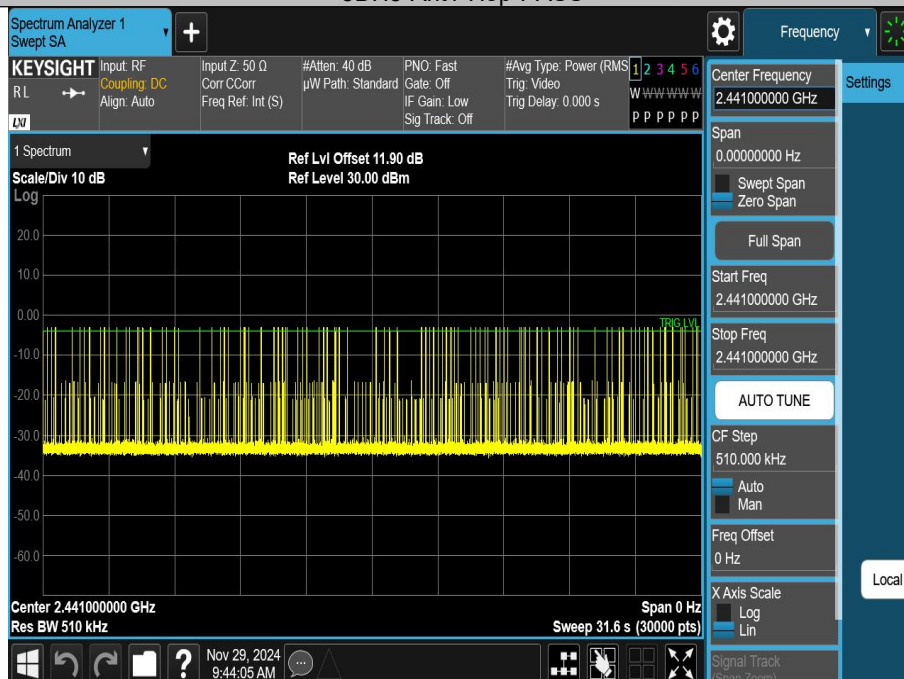 Spectrum Analyzer 1
Swept SA
Frequency
KEYSIGHT
R L
LXI
Input: RF
Coupling: DC
Align: Auto
Input Z: 50 Ω
Corr CCorr
Freq Ref: Int (S)
#Atten: 40 dB
µW Path: Standard
PNO: Fast
Gate: Off
IF Gain: Low
Sig Track: Off
#Avg Type: Power (RMS
Trig: Video
Trig Delay: 0.000 s
1 2 3 4 5 6
W W W W W W
P P P P P P
Center Frequency
2.441000000 GHz
Settings
1 Spectrum
Scale/Div 10 dB
Ref Lvl Offset 11.90 dB
Ref Level 30.00 dBm
Span
0.00000000 Hz
Swept Span
Zero Span
Full Span
Start Freq
2.441000000 GHz
Stop Freq
2.441000000 GHz
AUTO TUNE
CF Step
510.000 kHz
Auto
Man
Freq Offset
0 Hz
X Axis Scale
Log
Lin
Signal Track
(Span Zoom)
Local
Log
20.0
10.0
0.00
TRIG LVL
-10.0
-20.0
-30.0
-40.0
-50.0
-60.0
Center 2.441000000 GHz
Span 0 Hz
Res BW 510 kHz
Sweep 31.6 s (30000 pts)
Nov 29, 2024
9:44:05 AM